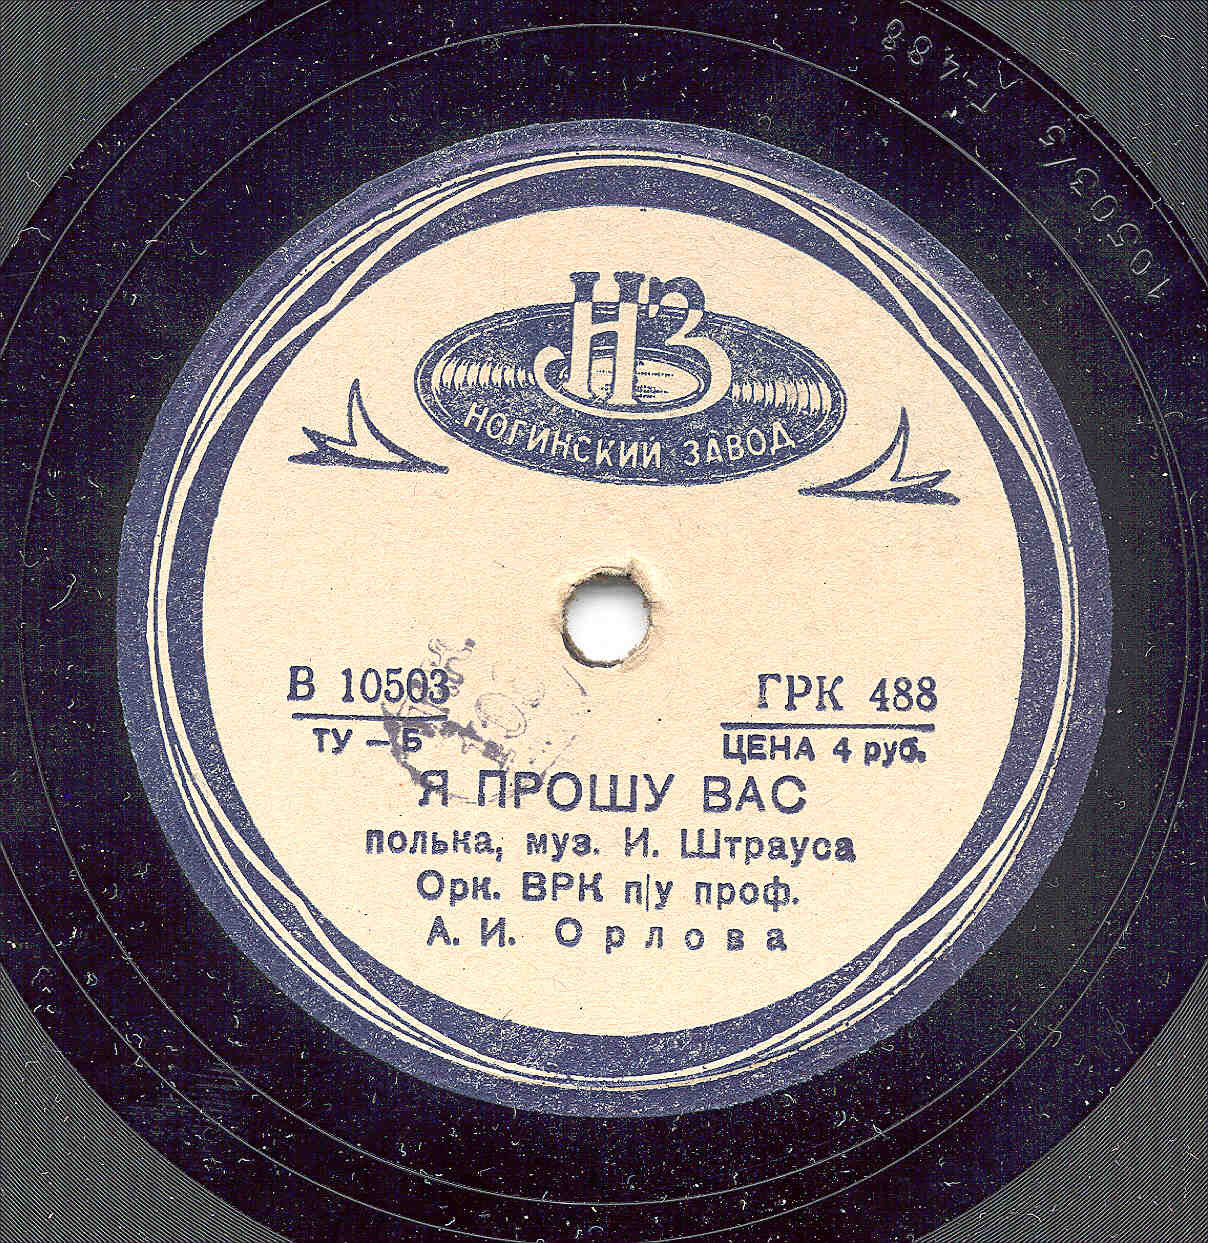 НЗ
НОГИНСКИЙ ЗАВОД
В 10503
ТУ – Б
ГРК 488
ЦЕНА 4 руб.
Я ПРОШУ ВАС
полька, муз. И. Штрауса
Орк. ВРК п/у проф.
А. И. Орлова
10503/5 Г-488